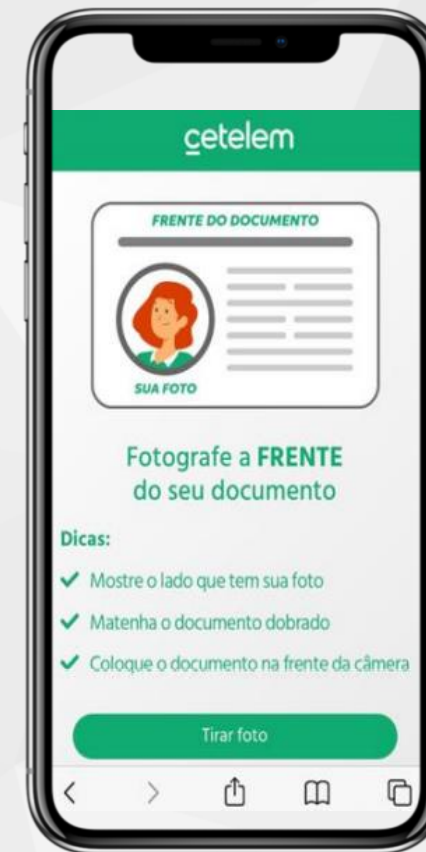 cetelem
FRENTE DO DOCUMENTO
SUA FOTO
Fotografe a FRENTE
do seu documento
Dicas:
Mostre o lado que tem sua foto
Matenha o documento dobrado
Coloque o documento na frente da câmera
Tirar foto